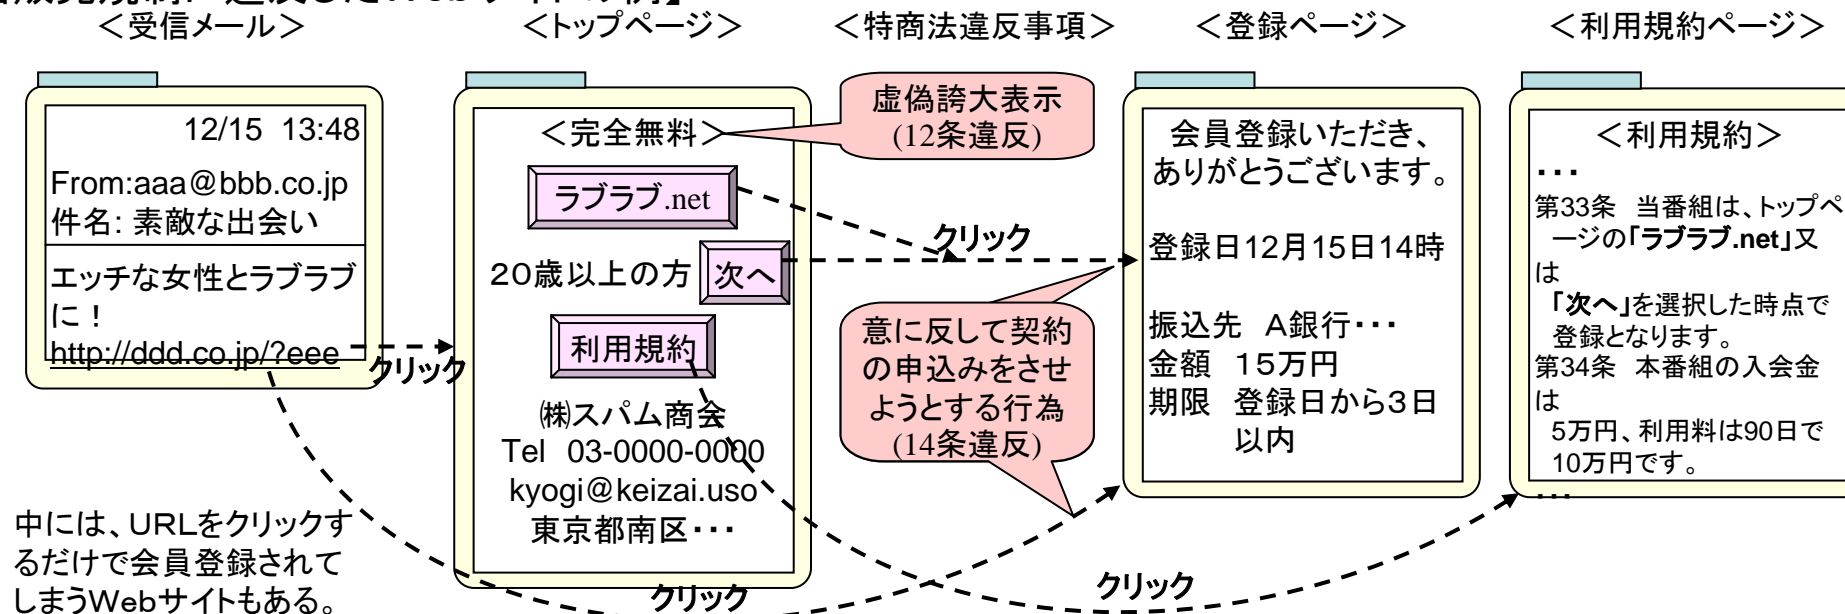 ＜受信メール＞
＜トップページ＞
＜特商法違反事項＞
＜登録ページ＞
＜利用規約ページ＞
12/15 13:48
From:aaa@bbb.co.jp
件名: 素敵な出会い
エッチな女性とラブラブ
に！
http://ddd.co.jp/?eee
クリック
中には、URLをクリックす
るだけで会員登録されて
しまうWebサイトもある。
＜完全無料＞
ラブラブ.net
20歳以上の方
次へ
利用規約
㈱スパム商会
Tel 03-0000-0000
kyogi@keizai.uso
東京都南区・・・
クリック
虚偽誇大表示
(12条違反)
クリック
意に反して契約
の申込みをさせ
ようとする行為
(14条違反)
クリック
会員登録いただき、
ありがとうございます。
登録日12月15日14時
振込先 A銀行・・・
金額 15万円
期限 登録日から3日
以内
＜利用規約＞
・・・
第33条 当番組は、トップペ
ージの「ラブラブ.net」又
は
「次へ」を選択した時点で
登録となります。
第34条 本番組の入会金
は
5万円、利用料は90日で
10万円です。
・・・